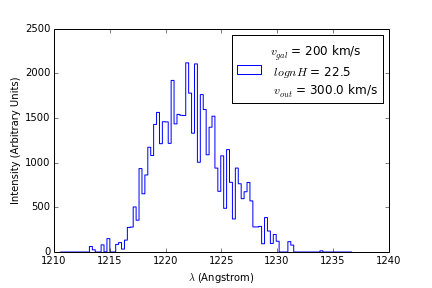 2500
2000
1500
1000
500
0
1210
1215
1220
1225
1230
1235
1240
Intensity (Arbitrary Units)
λ (Angstrom)
v_gal = 200 km/s
lognH = 22.5
v_out = 300.0 km/s